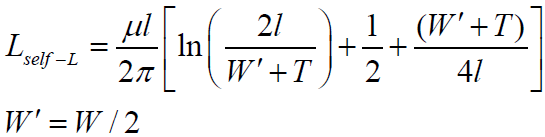 L_{self-L} = \frac{\mu l}{2\pi} \left[ \ln\left( \frac{2l}{W'+T} \right) + \frac{1}{2} + \frac{(W'+T)}{4l} \right]
W' = W / 2